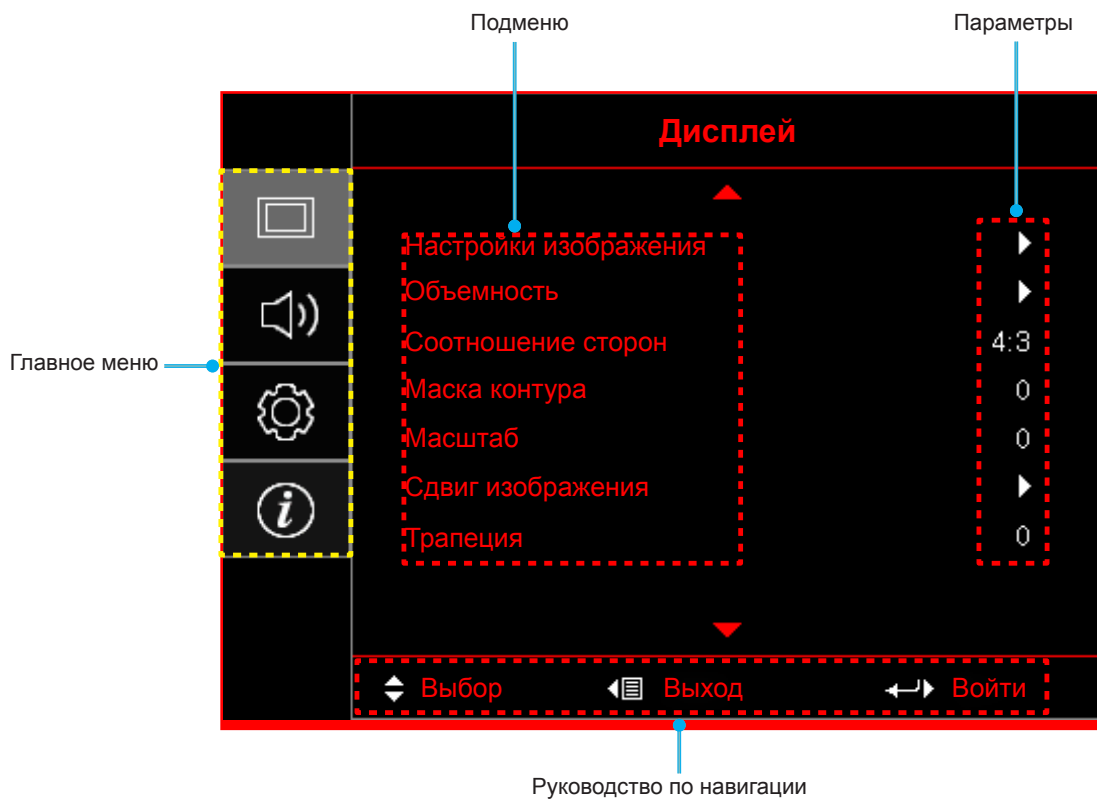 Подменю
Параметры
Дисплей
Настройки изображения
Объемность
Соотношение сторон 4:3
Маска контура 0
Масштаб 0
Сдвиг изображения
Трапеция 0
Главное меню
Выбор Выход Войти
Руководство по навигации